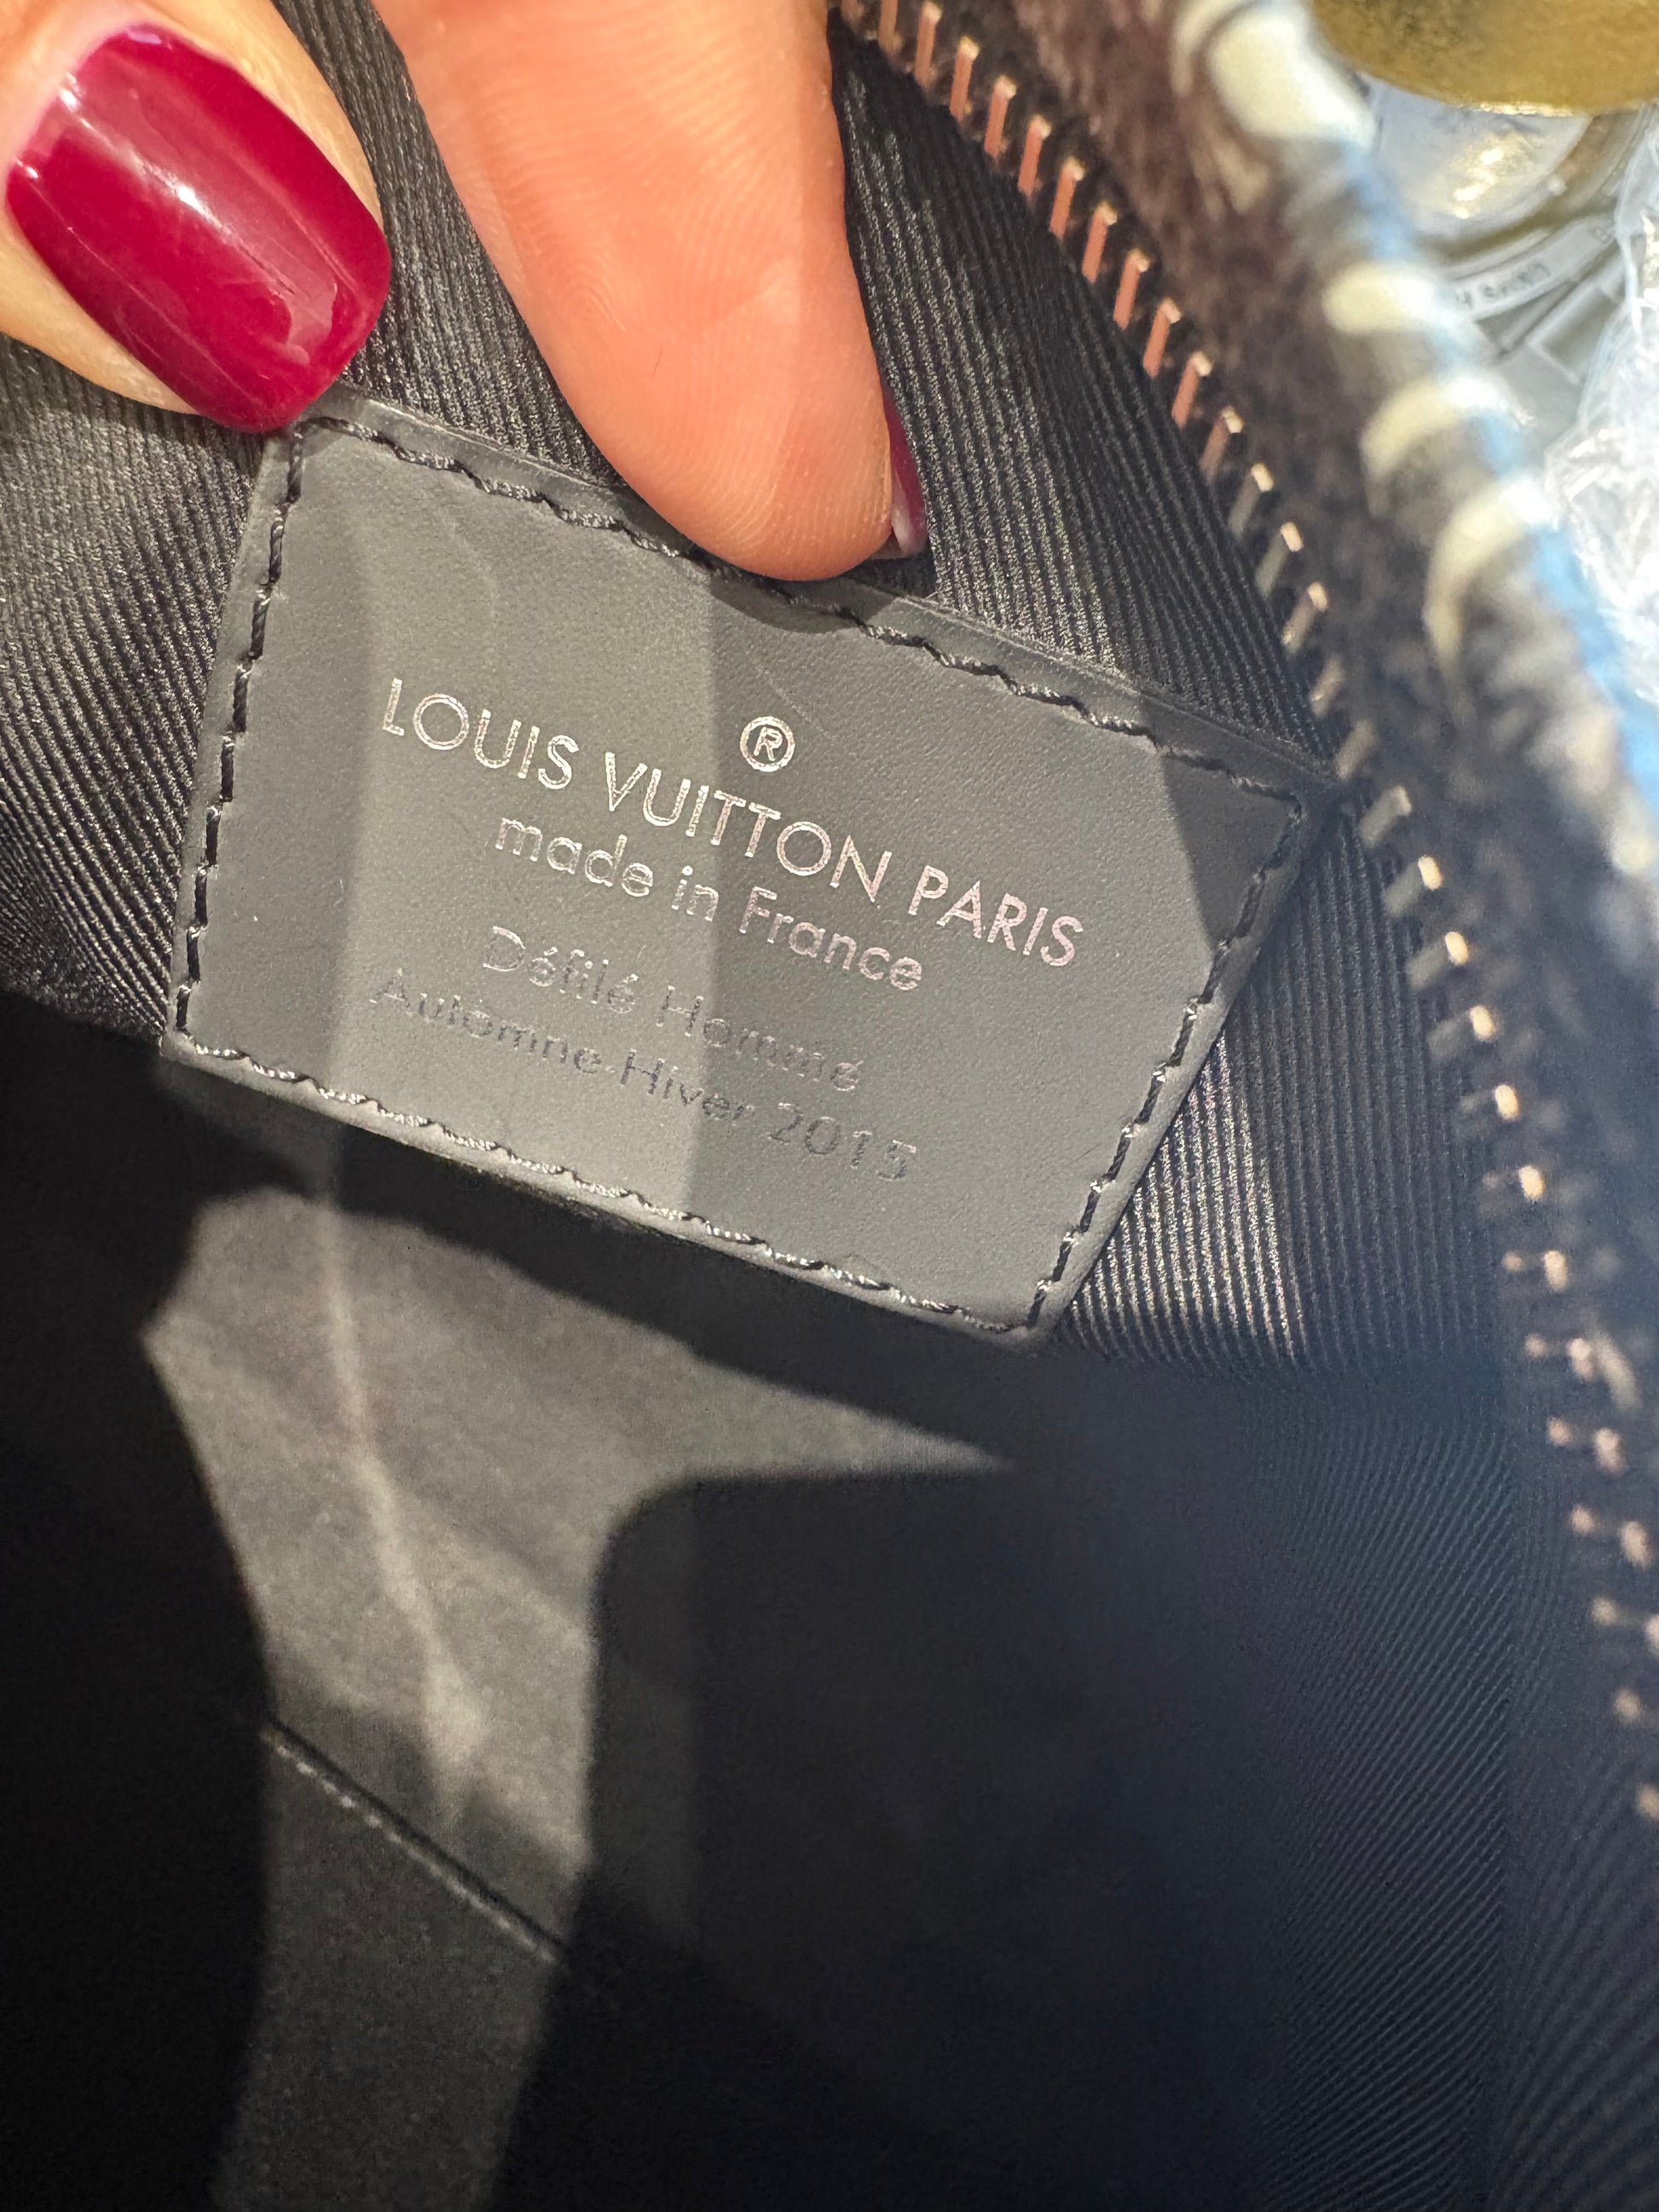 ®
LOUIS VUITTON PARIS
made in France
Défilé Homme
Automne-Hiver 2015